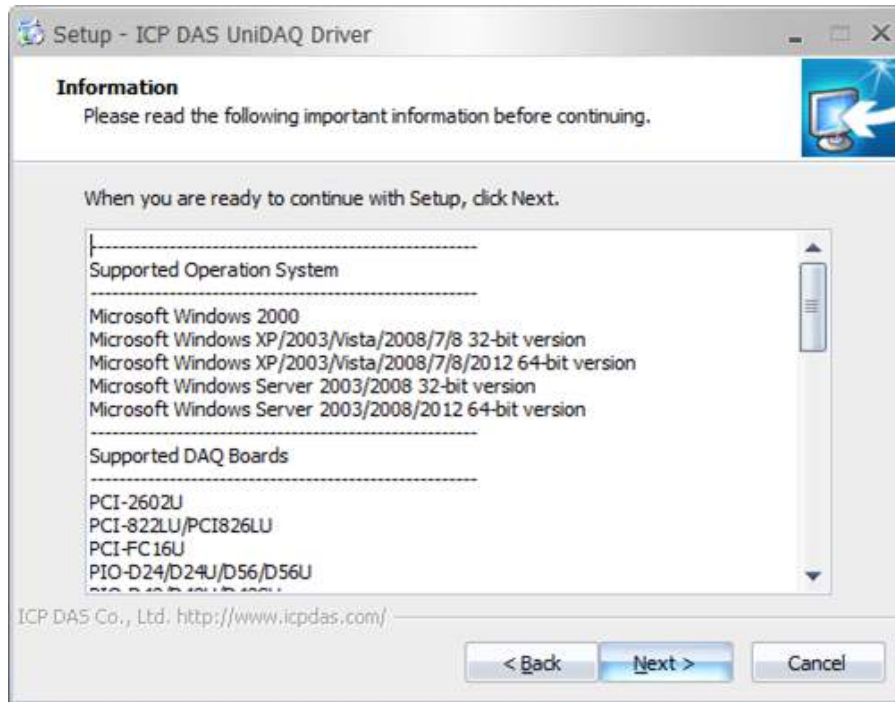 Setup - ICP DAS UniDAQ Driver
Information
Please read the following important information before continuing.
When you are ready to continue with Setup, click Next.
---------------------------------------------------------
Supported Operation System
---------------------------------------------------------
Microsoft Windows 2000
Microsoft Windows XP/2003/Vista/2008/7/8 32-bit version
Microsoft Windows XP/2003/Vista/2008/7/8/2012 64-bit version
Microsoft Windows Server 2003/2008 32-bit version
Microsoft Windows Server 2003/2008/2012 64-bit version
---------------------------------------------------------
Supported DAQ Boards
---------------------------------------------------------
PCI-2602U
PCI-822LU/PCI826LU
PCI-FC16U
PIO-D24/D24U/D56/D56U
ICP DAS Co., Ltd. http://www.icpdas.com/
< Back
Next >
Cancel